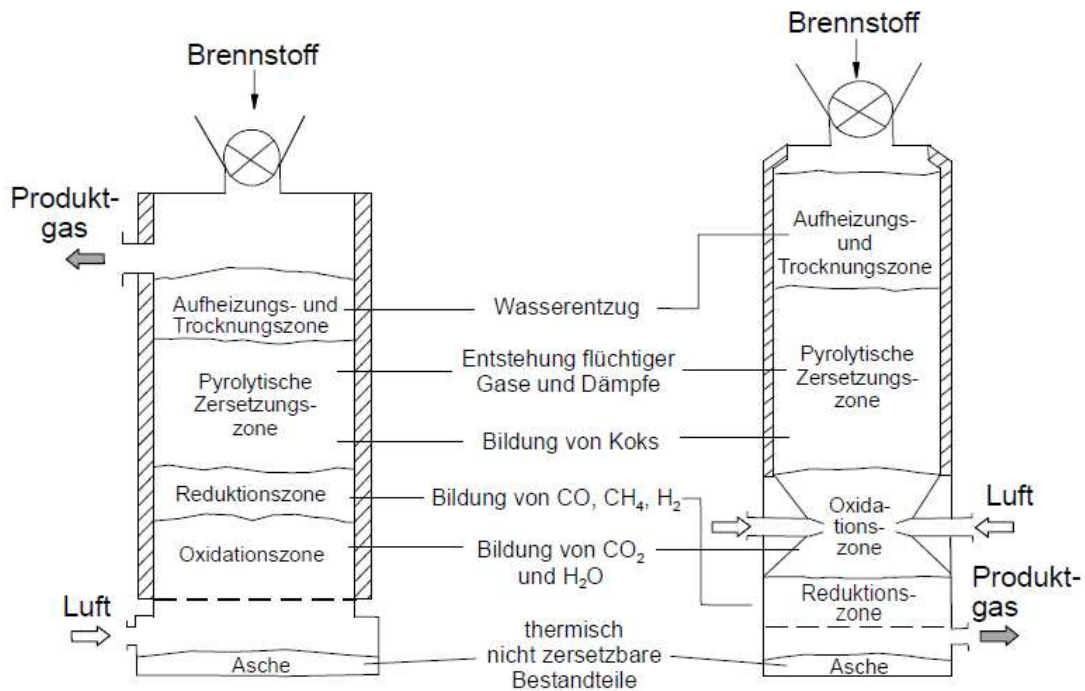 Brennstoff
Produkt-
gas
Aufheizungs- und
Trocknungszone
Pyrolytische
Zersetzungs-
zone
Reduktionszone
Oxidationszone
Luft
Asche
Wasserentzug
Entstehung flüchtiger
Gase und Dämpfe
Bildung von Koks
Bildung von CO, CH₄, H₂
Bildung von CO₂
und H₂O
thermisch
nicht zersetzbare
Bestandteile
Brennstoff
Aufheizungs-
und
Trocknungszone
Pyrolytische
Zersetzungs-
zone
Oxida-
tions-
zone
Luft
Reduktions-
zone
Produkt-
gas
Asche